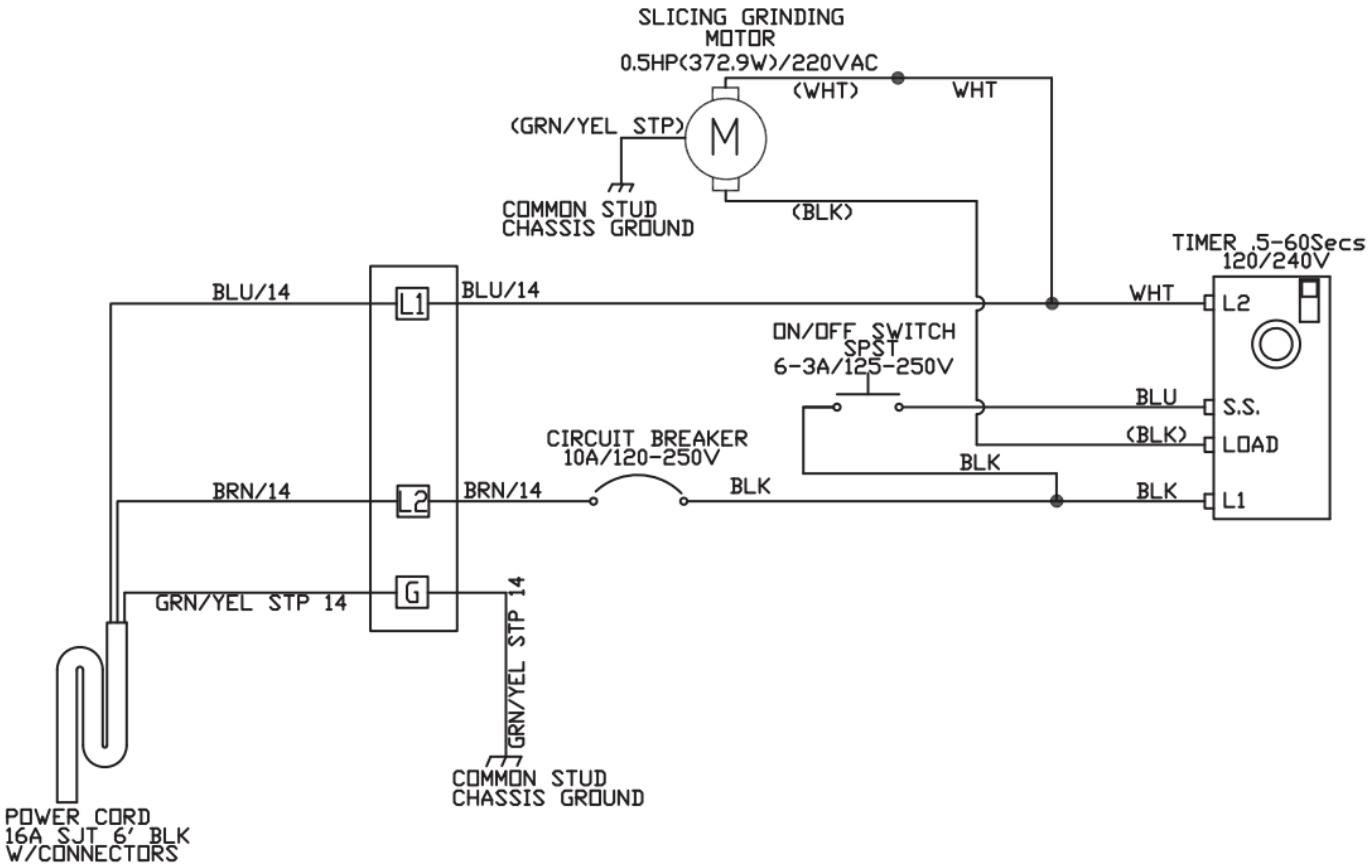 SLICING GRINDING
MOTOR
0.5HP(372.9W)/220VAC
(WHT)
WHT
(GRN/YEL STP)
M
COMMON STUD
CHASSIS GROUND
(BLK)
TIMER .5-60Secs
120/240V
BLU/14
L1
BLU/14
WHT
L2
ON/OFF SWITCH
SPST
6-3A/125-250V
BLU
S.S.
CIRCUIT BREAKER
10A/120-250V
(BLK)
LOAD
BLK
BRN/14
L2
BRN/14
BLK
BLK
L1
GRN/YEL STP 14
G
GRN/YEL STP 14
COMMON STUD
CHASSIS GROUND
POWER CORD
16A SJT 6' BLK
W/CONNECTORS